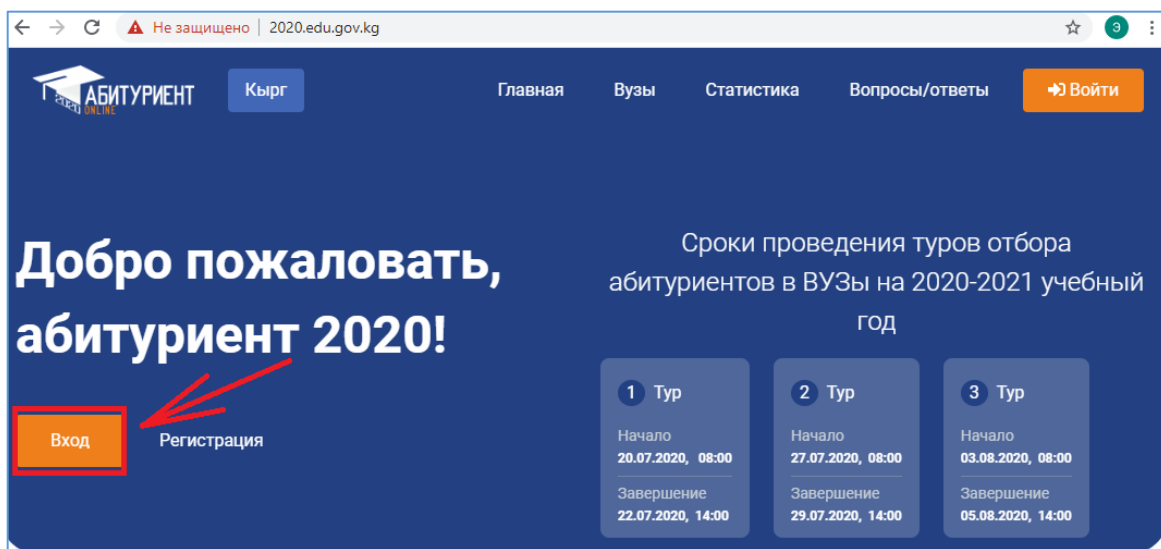 Не защищено | 2020.edu.gov.kg
Э
2020 АБИТУРИЕНТ
ONLINE
Кырг
Главная
Вузы
Статистика
Вопросы/ответы
Войти
Добро пожаловать,
абитуриент 2020!
Вход
Регистрация
Сроки проведения туров отбора
абитуриентов в ВУЗы на 2020-2021 учебный
год
1 Тур
Начало
20.07.2020, 08:00
Завершение
22.07.2020, 14:00
2 Тур
Начало
27.07.2020, 08:00
Завершение
29.07.2020, 14:00
3 Тур
Начало
03.08.2020, 08:00
Завершение
05.08.2020, 14:00